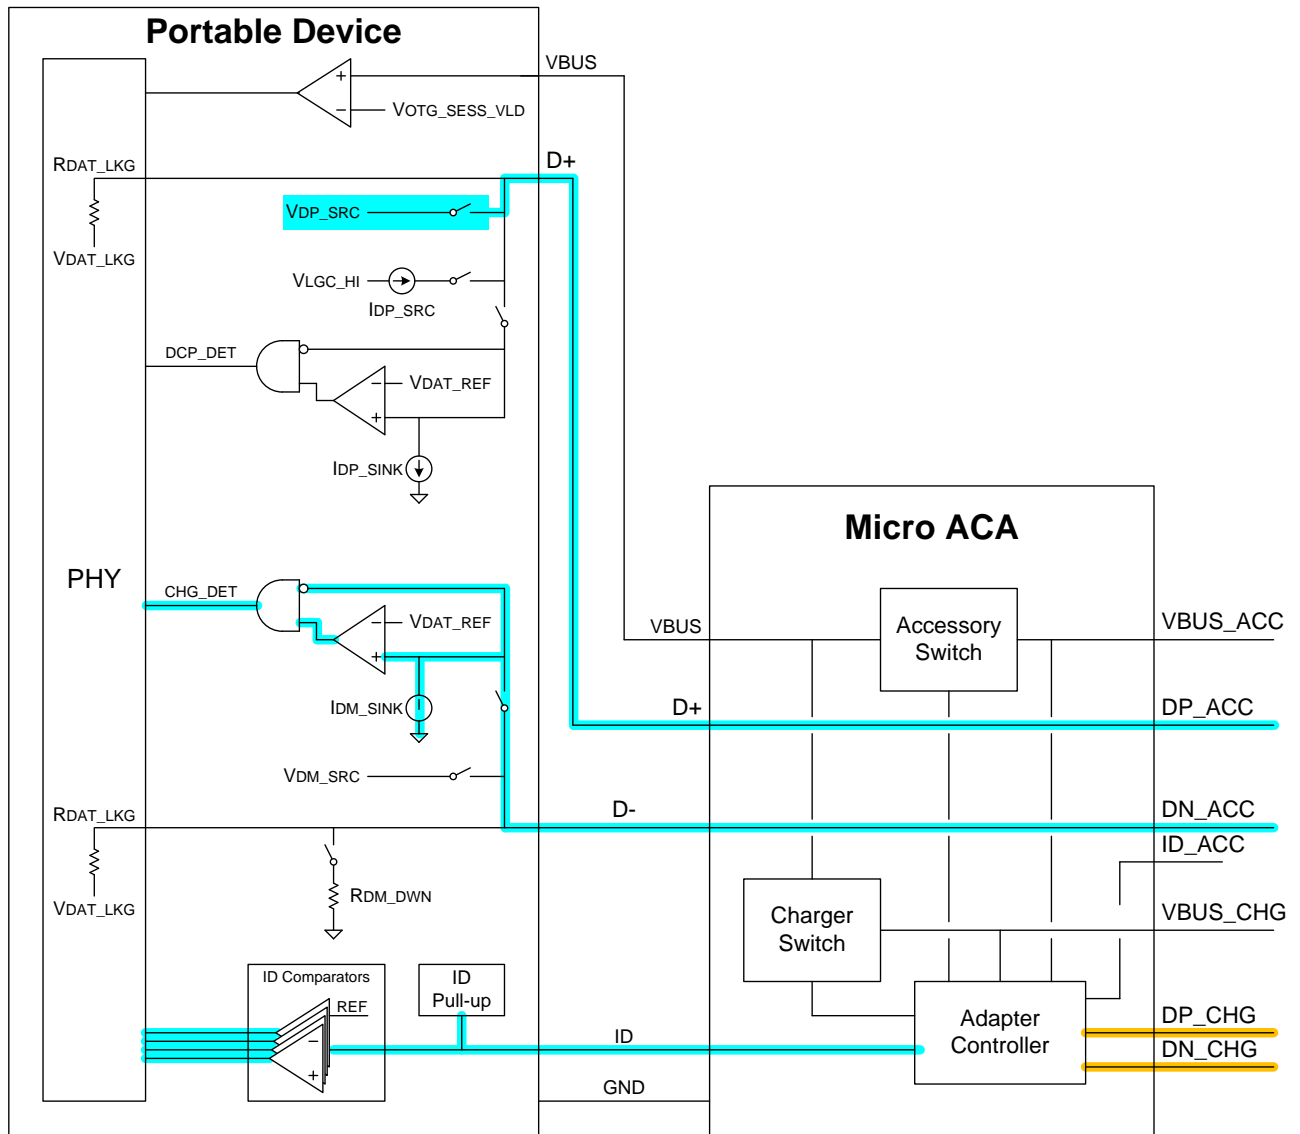 Portable Device
VBUS
+
−
VOTG_SESS_VLD
RDAT_LKG
D+
VDP_SRC
VDAT_LKG
VLGC_HI
IDP_SRC
DCP_DET
−
VDAT_REF
+
IDP_SINK
Micro ACA
PHY
CHG_DET
−
VDAT_REF
+
VBUS
Accessory
Switch
VBUS_ACC
IDM_SINK
D+
DP_ACC
VDM_SRC
RDAT_LKG
D-
DN_ACC
ID_ACC
RDM_DWN
VDAT_LKG
Charger
Switch
VBUS_CHG
ID Comparators
ID
Pull-up
REF
−
+
ID
Adapter
Controller
DP_CHG
DN_CHG
GND